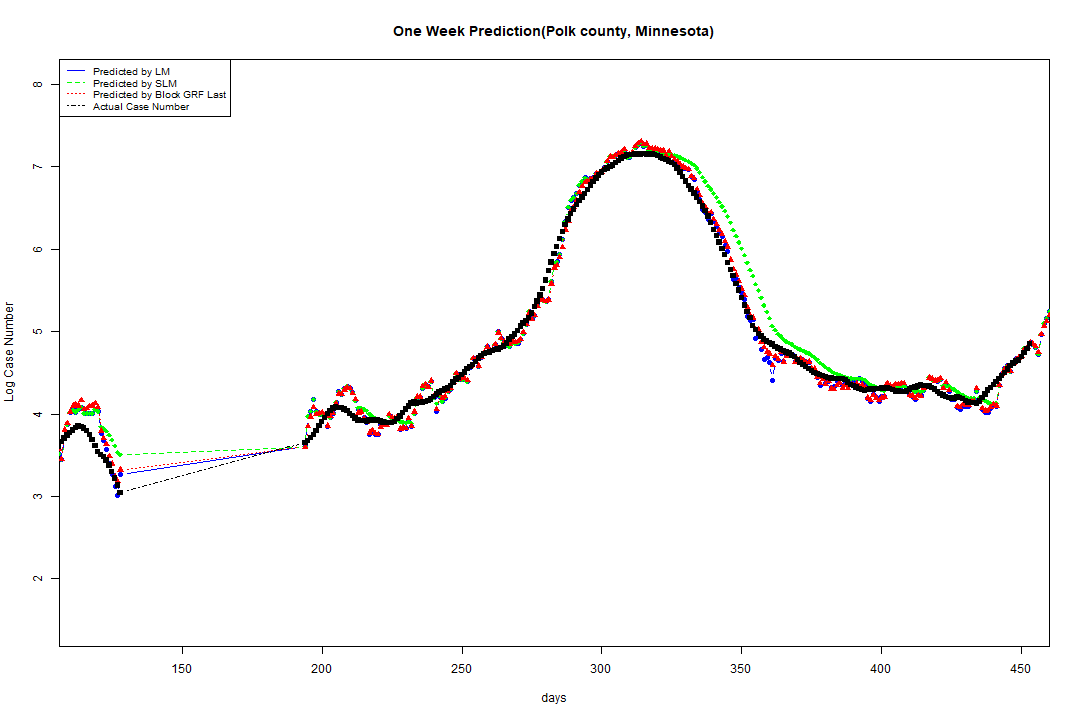 One Week Prediction(Polk county, Minnesota)
Predicted by LM
Predicted by SLM
Predicted by Block GRF Last
Actual Case Number
8
7
6
5
4
3
2
Log Case Number
150 200 250 300 350 400 450
days